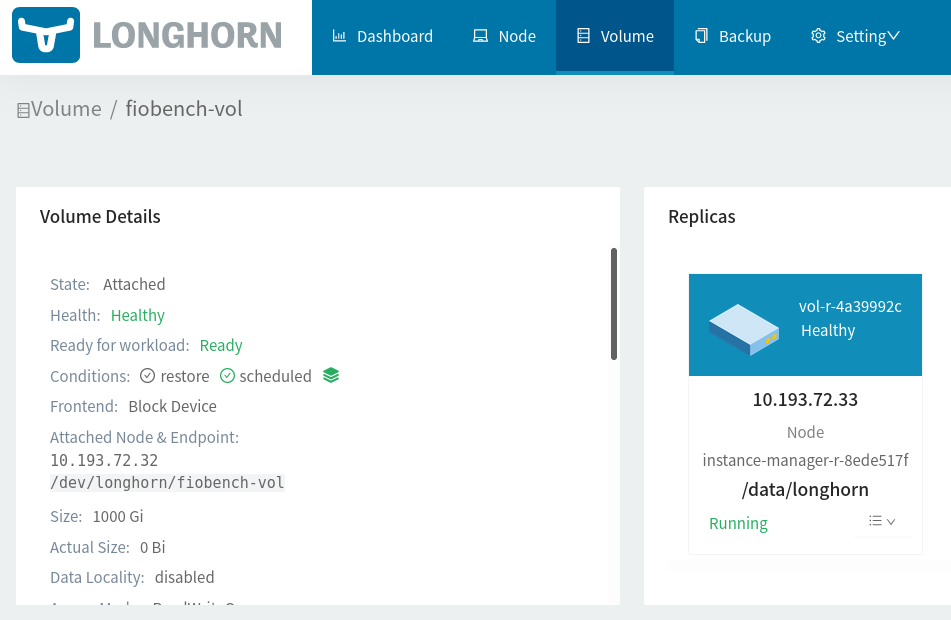 LONGHORN
Dashboard
Node
Volume
Backup
Setting
Volume / fiobench-vol
Volume Details
State: Attached
Health: Healthy
Ready for workload: Ready
Conditions: restore scheduled
Frontend: Block Device
Attached Node & Endpoint:
10.193.72.32
/dev/longhorn/fiobench-vol
Size: 1000 Gi
Actual Size: 0 Bi
Data Locality: disabled
Replicas
vol-r-4a39992c
Healthy
10.193.72.33
Node
instance-manager-r-8ede517f
/data/longhorn
Running